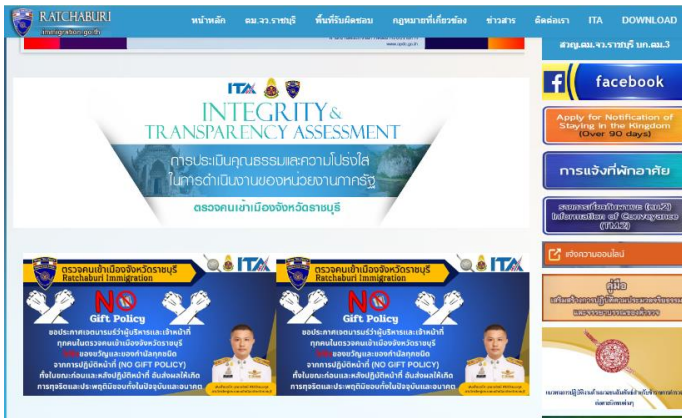 RATCHABURI
immigration.go.th
หน้าหลัก ตม.จว.ราชบุรี พื้นที่รับผิดชอบ กฎหมายที่เกี่ยวข้อง ข่าวสาร ติดต่อเรา ITA DOWNLOAD
สวญ.ตม.จว.ราชบุรี บก.ตม.3
facebook
ITA
INTEGRITY &
TRANSPARENCY ASSESSMENT
การประเมินคุณธรรมและความโปร่งใส
ในการดำเนินงานของหน่วยงานภาครัฐ
ตรวจคนเข้าเมืองจังหวัดราชบุรี
Apply for Notification of
Staying in the Kingdom
(Over 90 days)
การแจ้งที่พักอาศัย
Information of Conveyance
(TM.2)
แจ้งความออนไลน์
คู่มือ
ตรวจคนเข้าเมืองจังหวัดราชบุรี
Ratchaburi Immigration
ITA
NO
Gift Policy
ขอประกาศเจตนารมณ์ว่าผู้บริหารและเจ้าหน้าที่
ทุกคนในตรวจคนเข้าเมืองจังหวัดราชบุรี
ของขวัญและของกำนัลทุกชนิด
จากการปฏิบัติหน้าที่ (NO GIFT POLICY)
ทั้งในขณะก่อนและหลังปฏิบัติหน้าที่ อันส่งผลให้เกิด
การทุจริตและประพฤติมิชอบทั้งในปัจจุบันและอนาคต
ตรวจคนเข้าเมืองจังหวัดราชบุรี
Ratchaburi Immigration
ITA
NO
Gift Policy
ขอประกาศเจตนารมณ์ว่าผู้บริหารและเจ้าหน้าที่
ทุกคนในตรวจคนเข้าเมืองจังหวัดราชบุรี
ของขวัญและของกำนัลทุกชนิด
จากการปฏิบัติหน้าที่ (NO GIFT POLICY)
ทั้งในขณะก่อนและหลังปฏิบัติหน้าที่ อันส่งผลให้เกิด
การทุจริตและประพฤติมิชอบทั้งในปัจจุบันและอนาคต